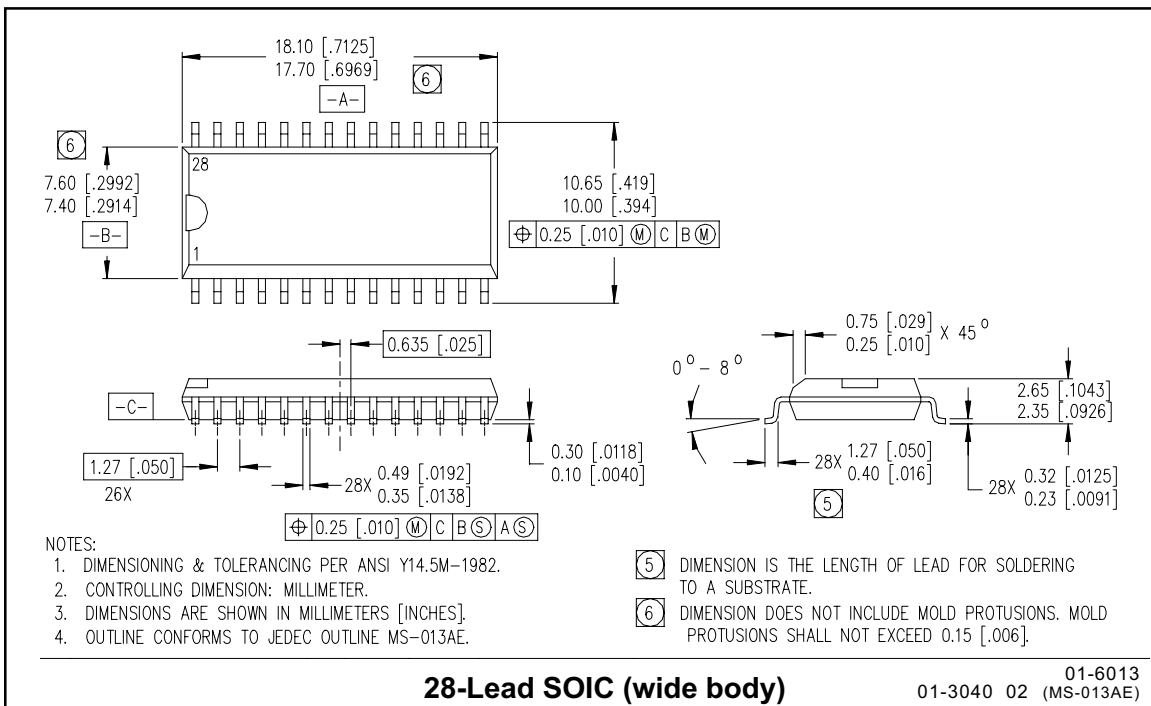 18.10 [.7125]
17.70 [.6969]
6
-A-
6
28
7.60 [.2992]
7.40 [.2914]
-B-
1
10.65 [.419]
10.00 [.394]
⌖ 0.25 [.010] Ⓜ C B Ⓜ
0.635 [.025]
-C-
1.27 [.050]
26X
28X 0.49 [.0192]
0.35 [.0138]
0.30 [.0118]
0.10 [.0040]
⌖ 0.25 [.010] Ⓜ C B Ⓢ A Ⓢ
0.75 [.029]
0.25 [.010] X 45°
0° - 8°
2.65 [.1043]
2.35 [.0926]
28X 1.27 [.050]
0.40 [.016]
5
28X 0.32 [.0125]
0.23 [.0091]
NOTES:
1. DIMENSIONING & TOLERANCING PER ANSI Y14.5M-1982.
2. CONTROLLING DIMENSION: MILLIMETER.
3. DIMENSIONS ARE SHOWN IN MILLIMETERS [INCHES].
4. OUTLINE CONFORMS TO JEDEC OUTLINE MS-013AE.
5 DIMENSION IS THE LENGTH OF LEAD FOR SOLDERING
TO A SUBSTRATE.
6 DIMENSION DOES NOT INCLUDE MOLD PROTUSIONS. MOLD
PROTUSIONS SHALL NOT EXCEED 0.15 [.006].
28-Lead SOIC (wide body)
01-6013
01-3040 02 (MS-013AE)